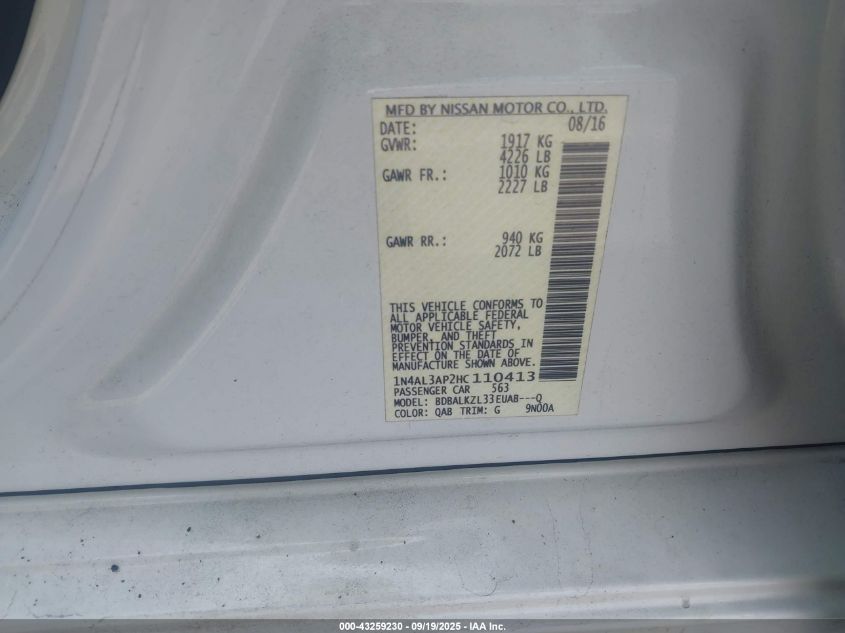 MFD BY NISSAN MOTOR CO., LTD.
DATE: 08/16
GVWR: 1917 KG
4226 LB
GAWR FR.: 1010 KG
2227 LB
GAWR RR.: 940 KG
2072 LB
THIS VEHICLE CONFORMS TO
ALL APPLICABLE FEDERAL
MOTOR VEHICLE SAFETY,
BUMPER, AND THEFT
PREVENTION STANDARDS IN
EFFECT ON THE DATE OF
MANUFACTURE SHOWN ABOVE.
1N4AL3AP2HC110413
PASSENGER CAR 563
MODEL: BDBALKZL33EUAB---Q
COLOR: QAB TRIM: G 9N00A
000-43259230 - 09/19/2025 - IAA Inc.